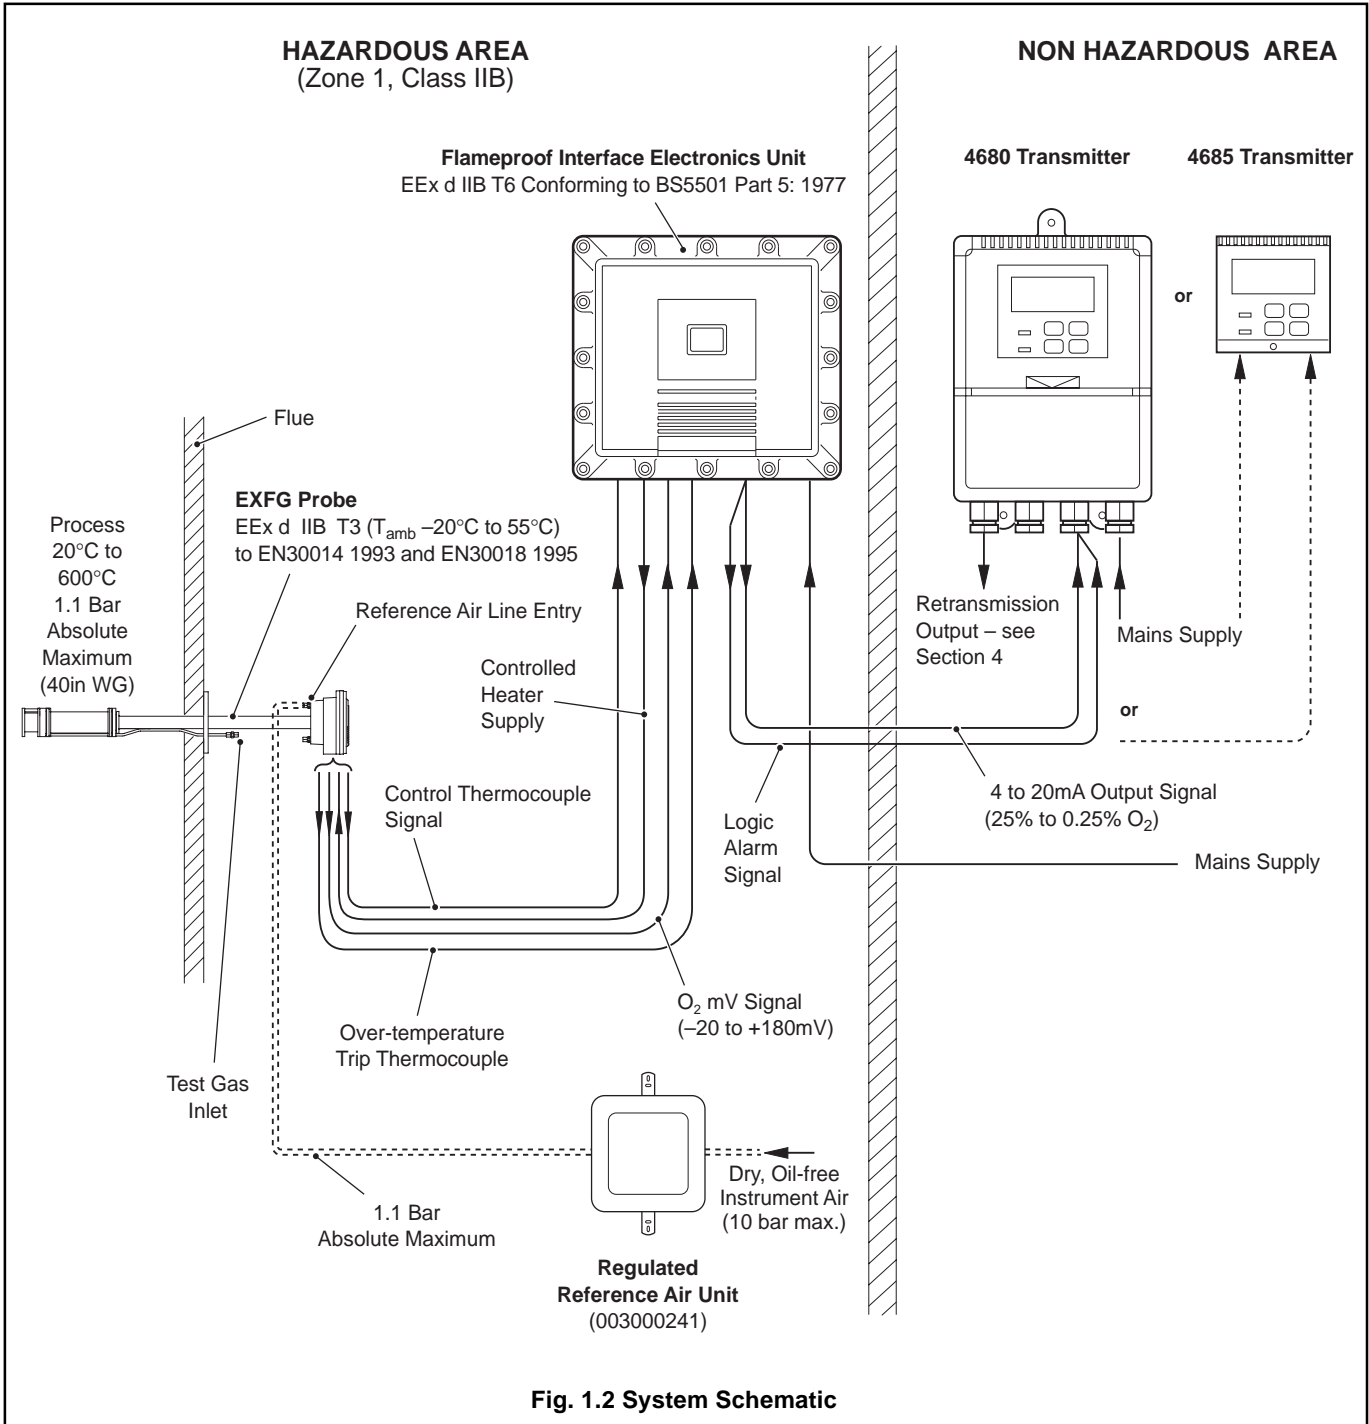 HAZARDOUS AREA
(Zone 1, Class IIB)
NON HAZARDOUS AREA
Flameproof Interface Electronics Unit
EEx d IIB T6 Conforming to BS5501 Part 5: 1977
4680 Transmitter
4685 Transmitter
or
Flue
EXFG Probe
EEx d IIB T3 (Tamb –20°C to 55°C)
to EN30014 1993 and EN30018 1995
Process
20°C to
600°C
1.1 Bar
Absolute
Maximum
(40in WG)
Reference Air Line Entry
Controlled
Heater
Supply
Retransmission
Output – see
Section 4
Mains Supply
or
Control Thermocouple
Signal
Logic
Alarm
Signal
4 to 20mA Output Signal
(25% to 0.25% O2)
Mains Supply
O2 mV Signal
(–20 to +180mV)
Over-temperature
Trip Thermocouple
Test Gas
Inlet
Dry, Oil-free
Instrument Air
(10 bar max.)
1.1 Bar
Absolute Maximum
Regulated
Reference Air Unit
(003000241)
Fig. 1.2 System Schematic